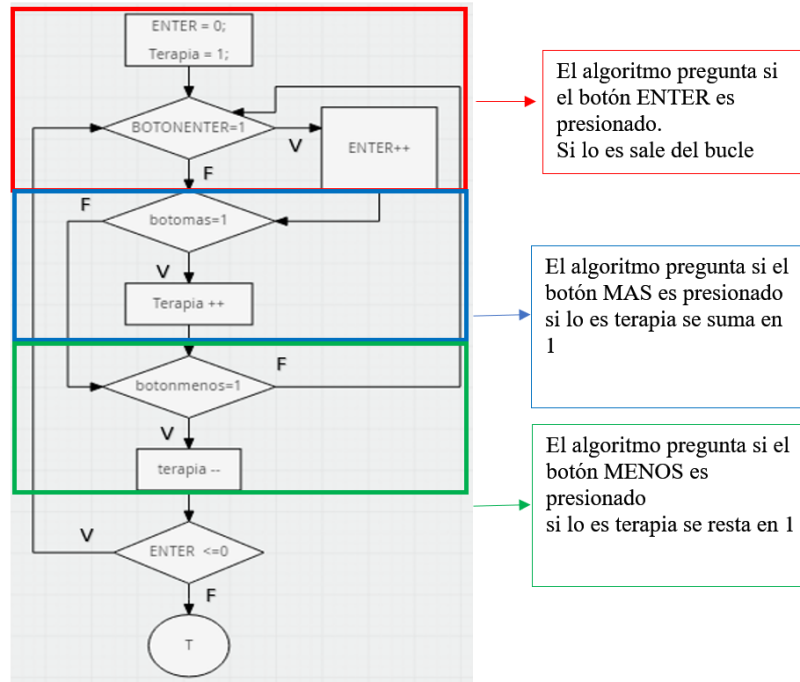 ENTER = 0;
Terapia = 1;
BOTONENTER=1
V
ENTER++
F
El algoritmo pregunta si
el botón ENTER es
presionado.
Si lo es sale del bucle
F
botomas=1
V
Terapia ++
El algoritmo pregunta si el
botón MAS es presionado
si lo es terapia se suma en
1
F
botonmenos=1
V
terapia --
El algoritmo pregunta si el
botón MENOS es
presionado
si lo es terapia se resta en 1
V
ENTER <=0
F
T